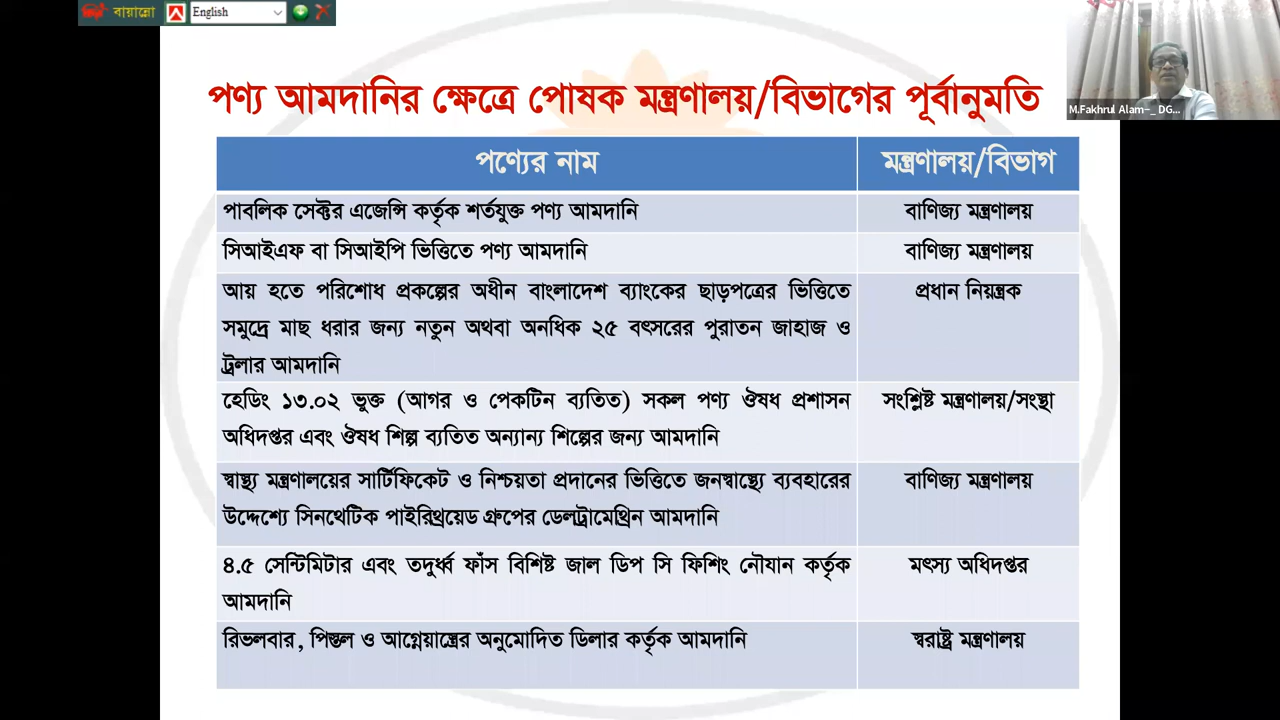 বায়ান্নো
English
M.Fakhrul Alam–_ DG...
পণ্য আমদানির ক্ষেত্রে পোষক মন্ত্রণালয়/বিভাগের পূর্বানুমতি
পণ্যের নাম
মন্ত্রণালয়/বিভাগ
পাবলিক সেক্টর এজেন্সি কর্তৃক শর্তযুক্ত পণ্য আমদানি
বাণিজ্য মন্ত্রণালয়
সিআইএফ বা সিআইপি ভিত্তিতে পণ্য আমদানি
বাণিজ্য মন্ত্রণালয়
আয় হতে পরিশোধ প্রকল্পের অধীন বাংলাদেশ ব্যাংকের ছাড়পত্রের ভিত্তিতে
সমুদ্রে মাছ ধরার জন্য নতুন অথবা অনধিক ২৫ বৎসরের পুরাতন জাহাজ ও
ট্রলার আমদানি
প্রধান নিয়ন্ত্রক
হেডিং ১৩.০২ ভুক্ত (আগর ও পেকটিন ব্যতিত) সকল পণ্য ঔষধ প্রশাসন
অধিদপ্তর এবং ঔষধ শিল্প ব্যতিত অন্যান্য শিল্পের জন্য আমদানি
সংশ্লিষ্ট মন্ত্রণালয়/সংস্থা
স্বাস্থ্য মন্ত্রণালয়ের সার্টিফিকেট ও নিশ্চয়তা প্রদানের ভিত্তিতে জনস্বাস্থ্যে ব্যবহারের
উদ্দেশ্যে সিনথেটিক পাইরিথ্রয়েড গ্রুপের ডেলট্রামেথ্রিন আমদানি
বাণিজ্য মন্ত্রণালয়
৪.৫ সেন্টিমিটার এবং তদুর্ধ্ব ফাঁস বিশিষ্ট জাল ডিপ সি ফিশিং নৌযান কর্তৃক
আমদানি
মৎস্য অধিদপ্তর
রিভলবার, পিস্তল ও আগ্নেয়াস্ত্রের অনুমোদিত ডিলার কর্তৃক আমদানি
স্বরাষ্ট্র মন্ত্রণালয়